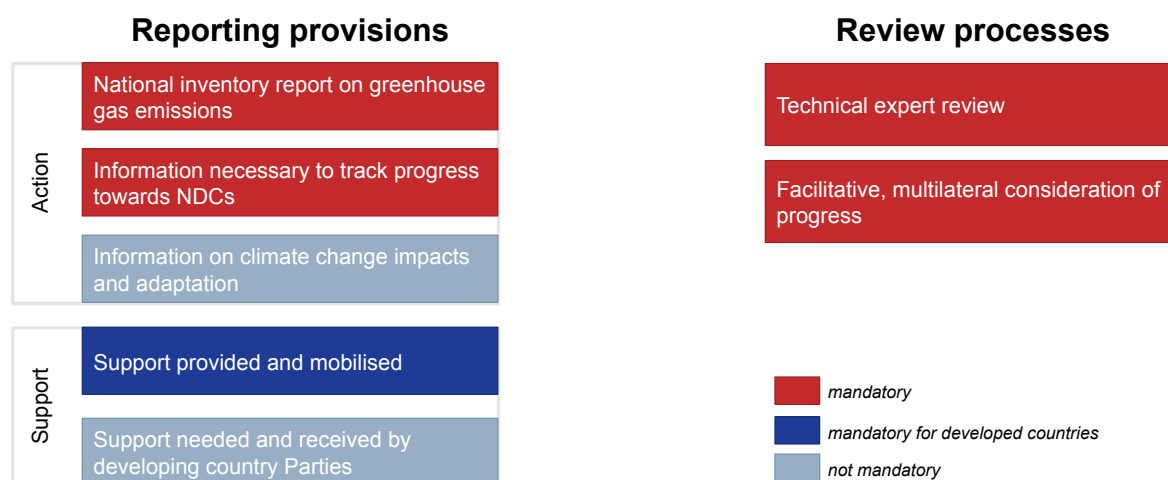 Reporting provisions
Action
National inventory report on greenhouse
gas emissions
Information necessary to track progress
towards NDCs
Information on climate change impacts
and adaptation
Support
Support provided and mobilised
Support needed and received by
developing country Parties
Review processes
Technical expert review
Facilitative, multilateral consideration of
progress
mandatory
mandatory for developed countries
not mandatory